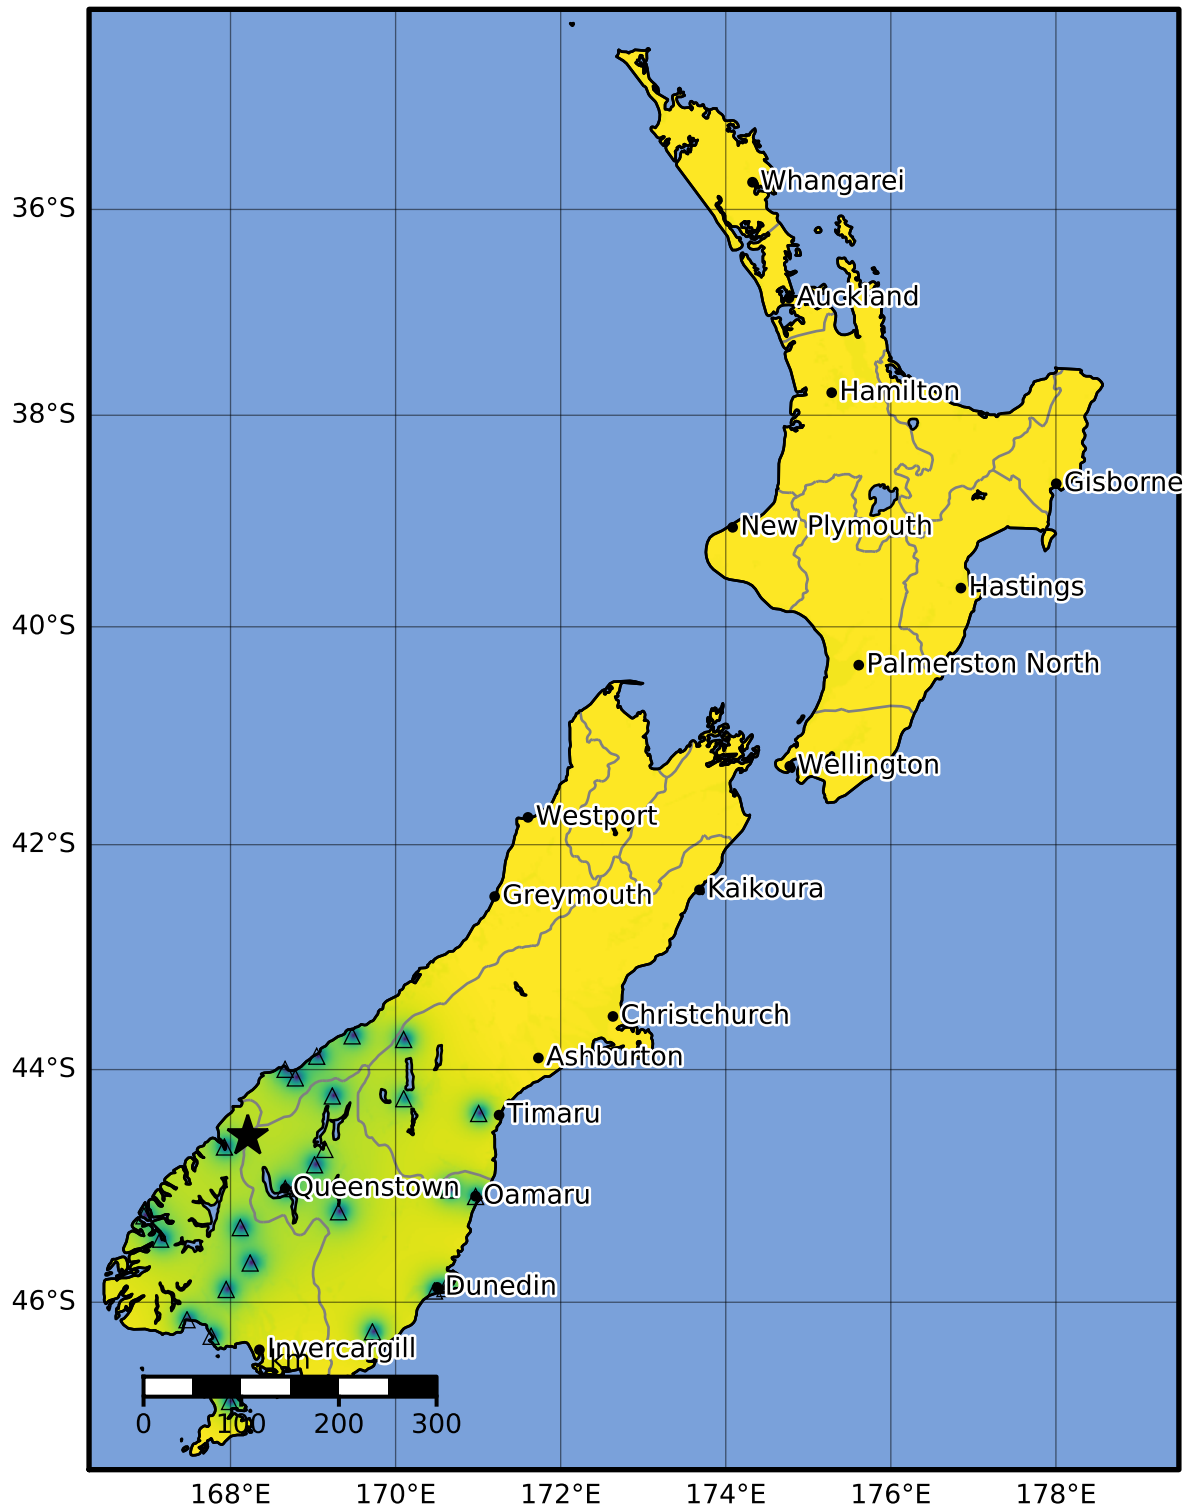 Whangarei
36°S
Auckland
Hamilton
38°S
Gisborne
New Plymouth
Hastings
40°S
Palmerston North
Wellington
Westport
42°S
Kaikoura
Greymouth
Christchurch
Ashburton
44°S
Timaru
Queenstown
Oamaru
Dunedin
46°S
Invercargill
km
0 100 200 300
168°E 170°E 172°E 174°E 176°E 178°E